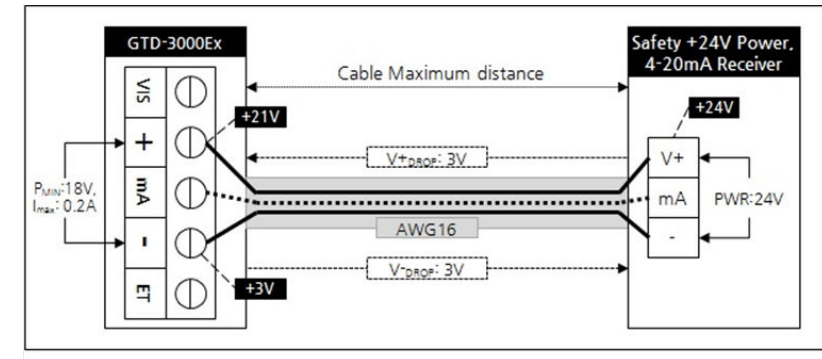 GTD-3000Ex
Safety +24V Power,
4-20mA Receiver
Cable Maximum distance
VIS
+
mA
-
ET
+21V
+3V
PMIN:18V,
Imax: 0.2A
V+DROP: 3V
AWG16
V-DROP: 3V
+24V
V+
mA
-
PWR:24V